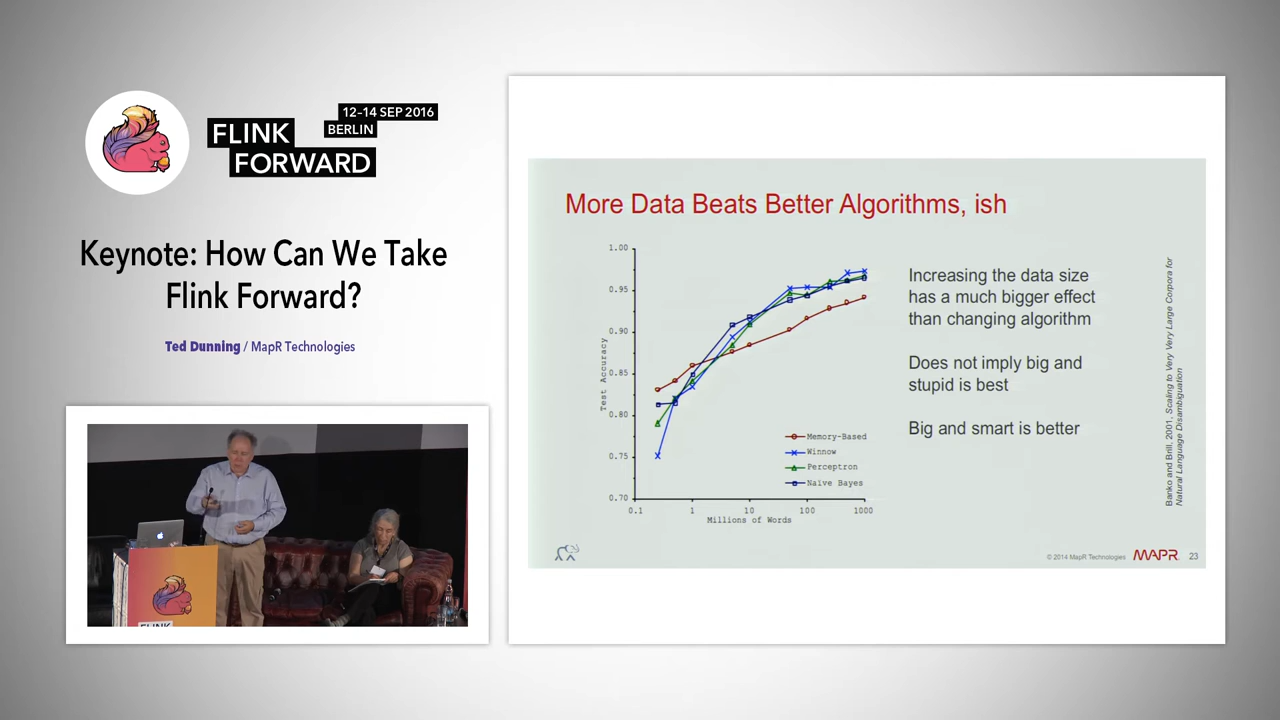 12–14 SEP 2016
BERLIN
FLINK
FORWARD
Keynote: How Can We Take
Flink Forward?
Ted Dunning / MapR Technologies
FLINK
More Data Beats Better Algorithms, ish
1.00
0.95
0.90
0.85
0.80
0.75
0.70
Test Accuracy
0.1
1
10
100
1000
Millions of Words
Memory-Based
Winnow
Perceptron
Naïve Bayes
Increasing the data size
has a much bigger effect
than changing algorithm
Does not imply big and
stupid is best
Big and smart is better
Banko and Brill, 2001, Scaling to Very Very Large Corpora for
Natural Language Disambiguation
© 2014 MapR Technologies
MAPR
23